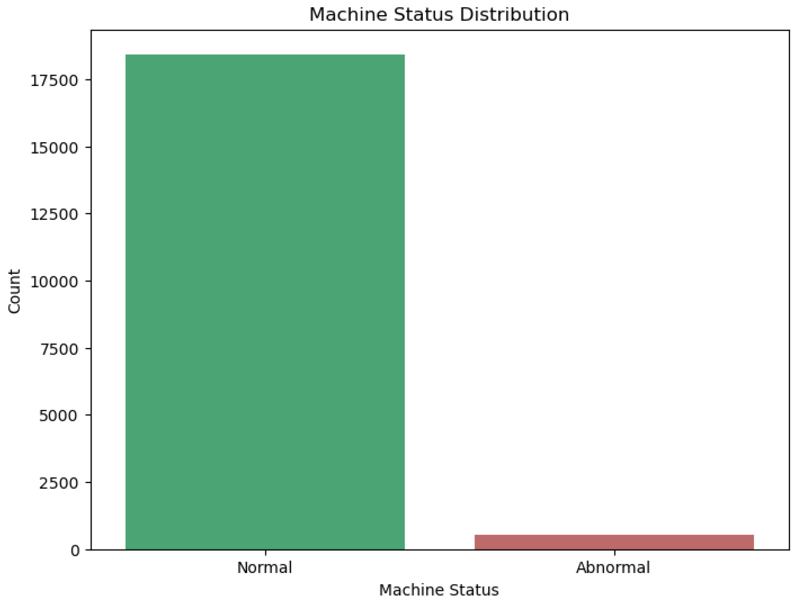 Machine Status Distribution
17500
15000
12500
10000
7500
5000
2500
0
Count
Normal
Abnormal
Machine Status